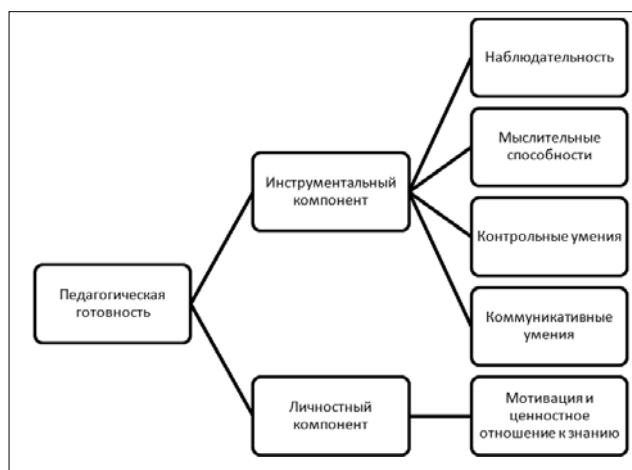 Педагогическая
готовность
Инструментальный
компонент
Наблюдательность
Мыслительные
способности
Контрольные умения
Коммуникативные
умения
Личностный
компонент
Мотивация и
ценностное
отношение к знанию